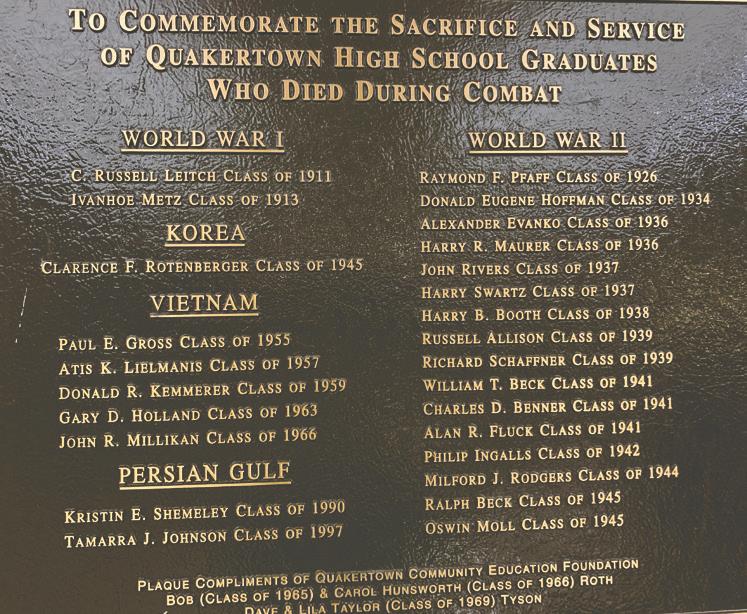 To Commemorate the Sacrifice and Service
of Quakertown High School Graduates
Who Died During Combat
WORLD WAR I
C. Russell Leitch Class of 1911
Ivanhoe Metz Class of 1913
KOREA
Clarence F. Rotenberger Class of 1945
VIETNAM
Paul E. Gross Class of 1955
Atis K. Lielmanis Class of 1957
Donald R. Kemmerer Class of 1959
Gary D. Holland Class of 1963
John R. Millikan Class of 1966
PERSIAN GULF
Kristin E. Shemeley Class of 1990
Tamarra J. Johnson Class of 1997
WORLD WAR II
Raymond F. Pfaff Class of 1926
Donald Eugene Hoffman Class of 1934
Alexander Evanko Class of 1936
Harry R. Maurer Class of 1936
John Rivers Class of 1937
Harry Swartz Class of 1937
Harry B. Booth Class of 1938
Russell Allison Class of 1939
Richard Schaffner Class of 1939
William T. Beck Class of 1941
Charles D. Benner Class of 1941
Alan R. Fluck Class of 1941
Philip Ingalls Class of 1942
Milford J. Rodgers Class of 1944
Ralph Beck Class of 1945
Oswin Moll Class of 1945
Plaque Compliments of Quakertown Community Education Foundation
Bob (Class of 1965) & Carol Hunsworth (Class of 1966) Roth
Dave & Lila Taylor (Class of 1969) Tyson